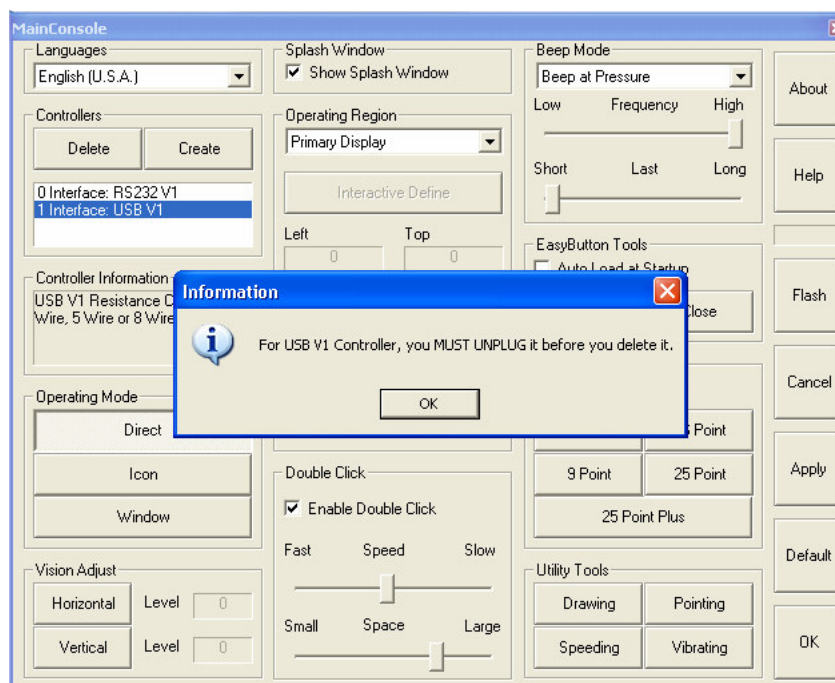 MainConsole
Languages
English (U.S.A.)
Controllers
Delete
Create
0 Interface: RS232 V1
1 Interface: USB V1
Controller Information
USB V1 Resistance
Wire, 5 Wire or 8 Wire
Operating Mode
Direct
Icon
Window
Vision Adjust
Horizontal
Level
0
Vertical
Level
0
Splash Window
Show Splash Window
Operating Region
Primary Display
Interactive Define
Left
Top
0
0
Double Click
Enable Double Click
Fast
Speed
Slow
Small
Space
Large
Beep Mode
Beep at Pressure
Low
Frequency
High
Short
Last
Long
EasyButton Tools
Auto Load at Startup
Close
Point
9 Point
25 Point
25 Point Plus
Utility Tools
Drawing
Pointing
Speeding
Vibrating
About
Help
Flash
Cancel
Apply
Default
OK
Information
For USB V1 Controller, you MUST UNPLUG it before you delete it.
OK